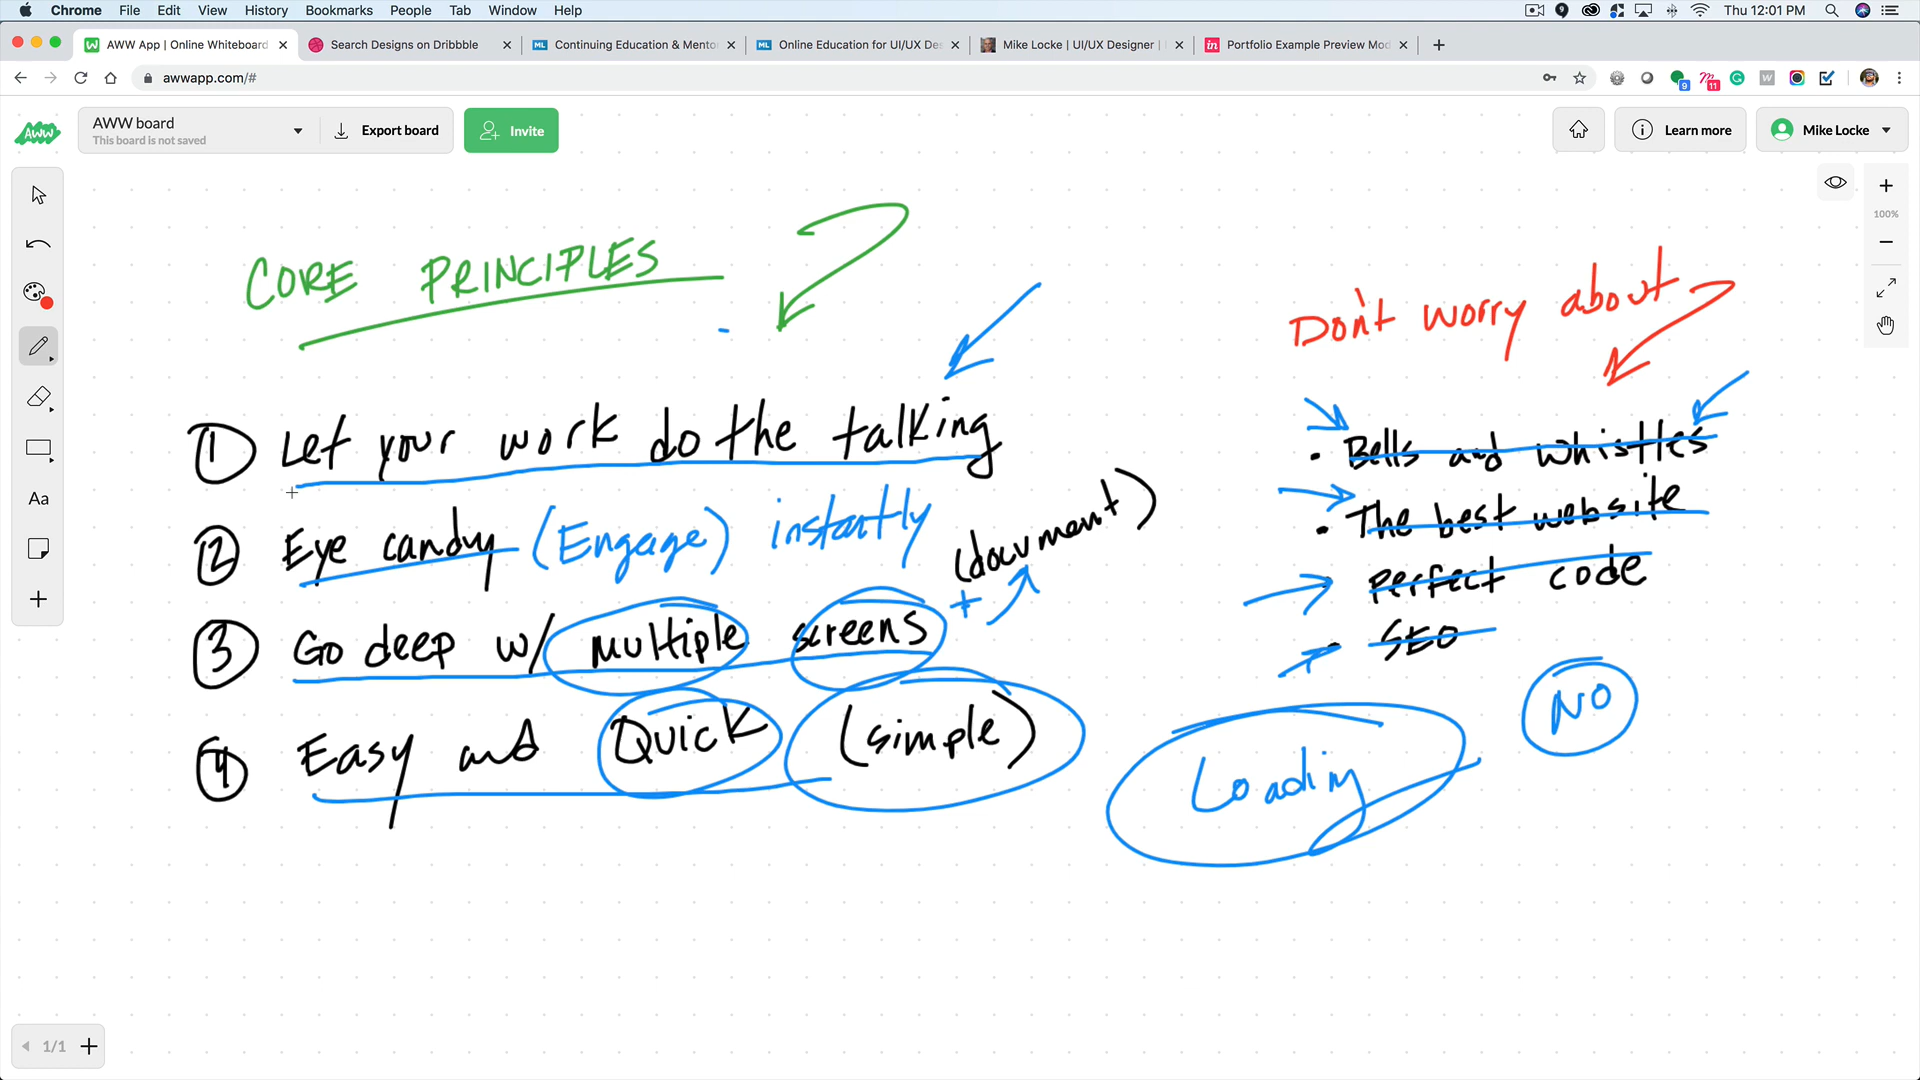 Chrome File Edit View History Bookmarks People Tab Window Help Thu 12:01 PM
AWW App | Online Whiteboard Search Designs on Dribbble Continuing Education & Mento Online Education for UI/UX Des Mike Locke | UI/UX Designer | Portfolio Example Preview Mod
awwapp.com/# 9 11
AWW
AWW board
This board is not saved
Export board
Invite
Learn more
Mike Locke
100%
Aa
CORE PRINCIPLES
Don't worry about
① Let your work do the talking
② Eye candy (Engage) instantly
③ Go deep w/ multiple screens + (document)
④ Easy and Quick (simple)
• Bells and whistles
• The best website
• Perfect code
• SEO
NO
Loading
1/1